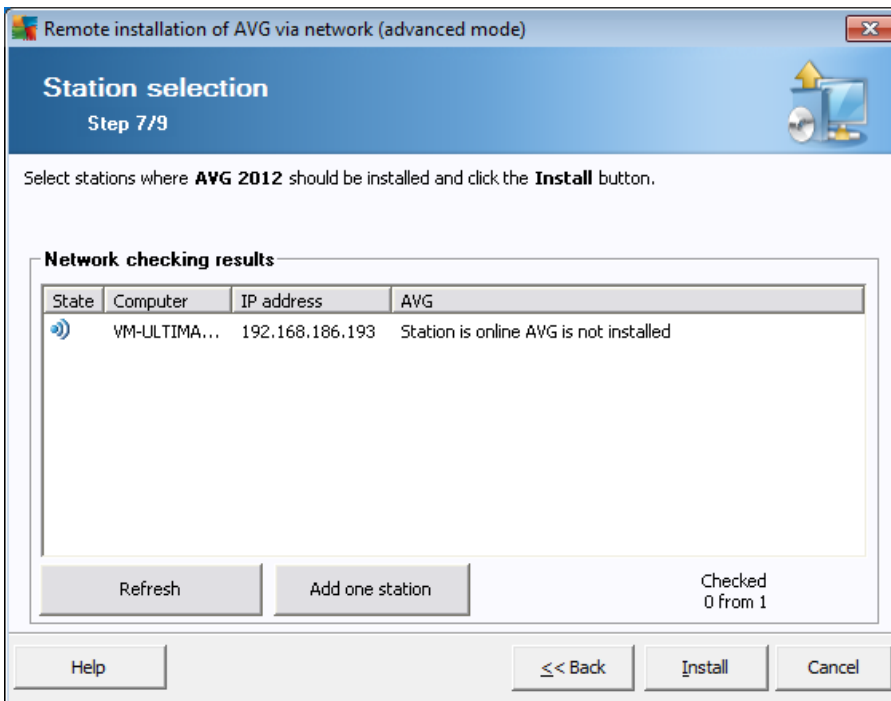 Remote installation of AVG via network (advanced mode)
Station selection
Step 7/9
Select stations where AVG 2012 should be installed and click the Install button.
Network checking results
State Computer IP address AVG
VM-ULTIMA... 192.168.186.193 Station is online AVG is not installed
Refresh Add one station Checked
0 from 1
Help << Back Install Cancel